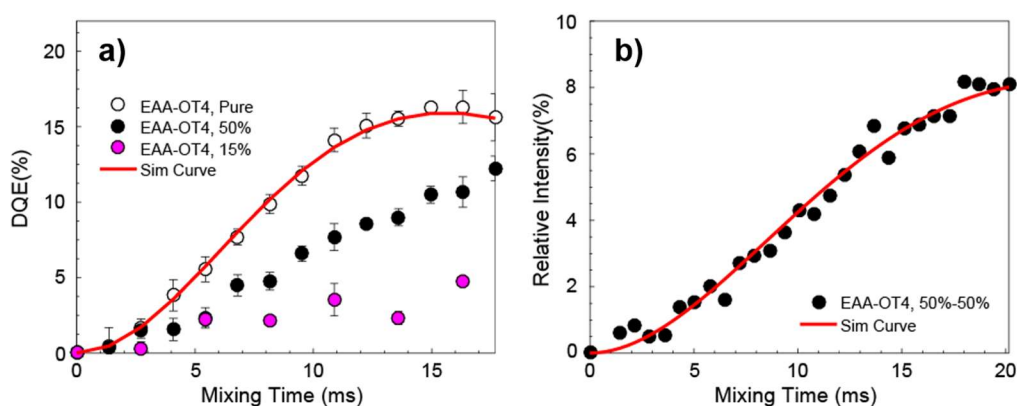 a)
DQE(%)
20
15
10
5
0
EAA-OT4, Pure
EAA-OT4, 50%
EAA-OT4, 15%
Sim Curve
0 5 10 15
Mixing Time (ms)
b)
Relative Intensity(%)
10
8
6
4
2
0
EAA-OT4, 50%-50%
Sim Curve
0 5 10 15 20
Mixing Time (ms)